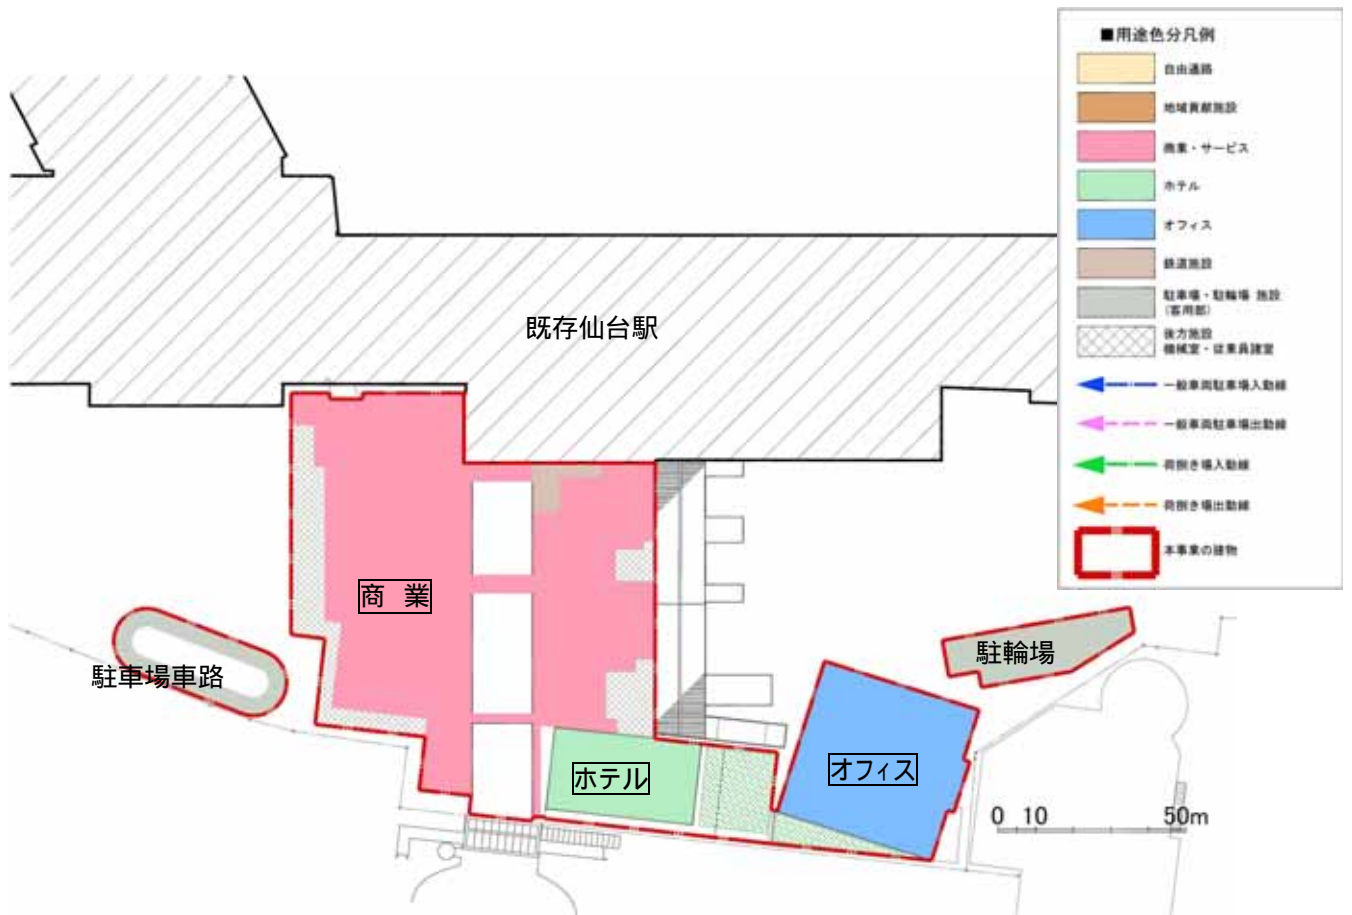 ■用途色分凡例
自由通路
地域貢献施設
商業・サービス
ホテル
オフィス
鉄道施設
駐車場・駐輪場 施設
(客用部)
後方施設
機械室・従業員諸室
一般車両駐車場入動線
一般車両駐車場出動線
荷捌き場入動線
荷捌き場出動線
本事業の建物
既存仙台駅
商 業
駐車場車路
駐輪場
ホテル
オフィス
0 10 50m